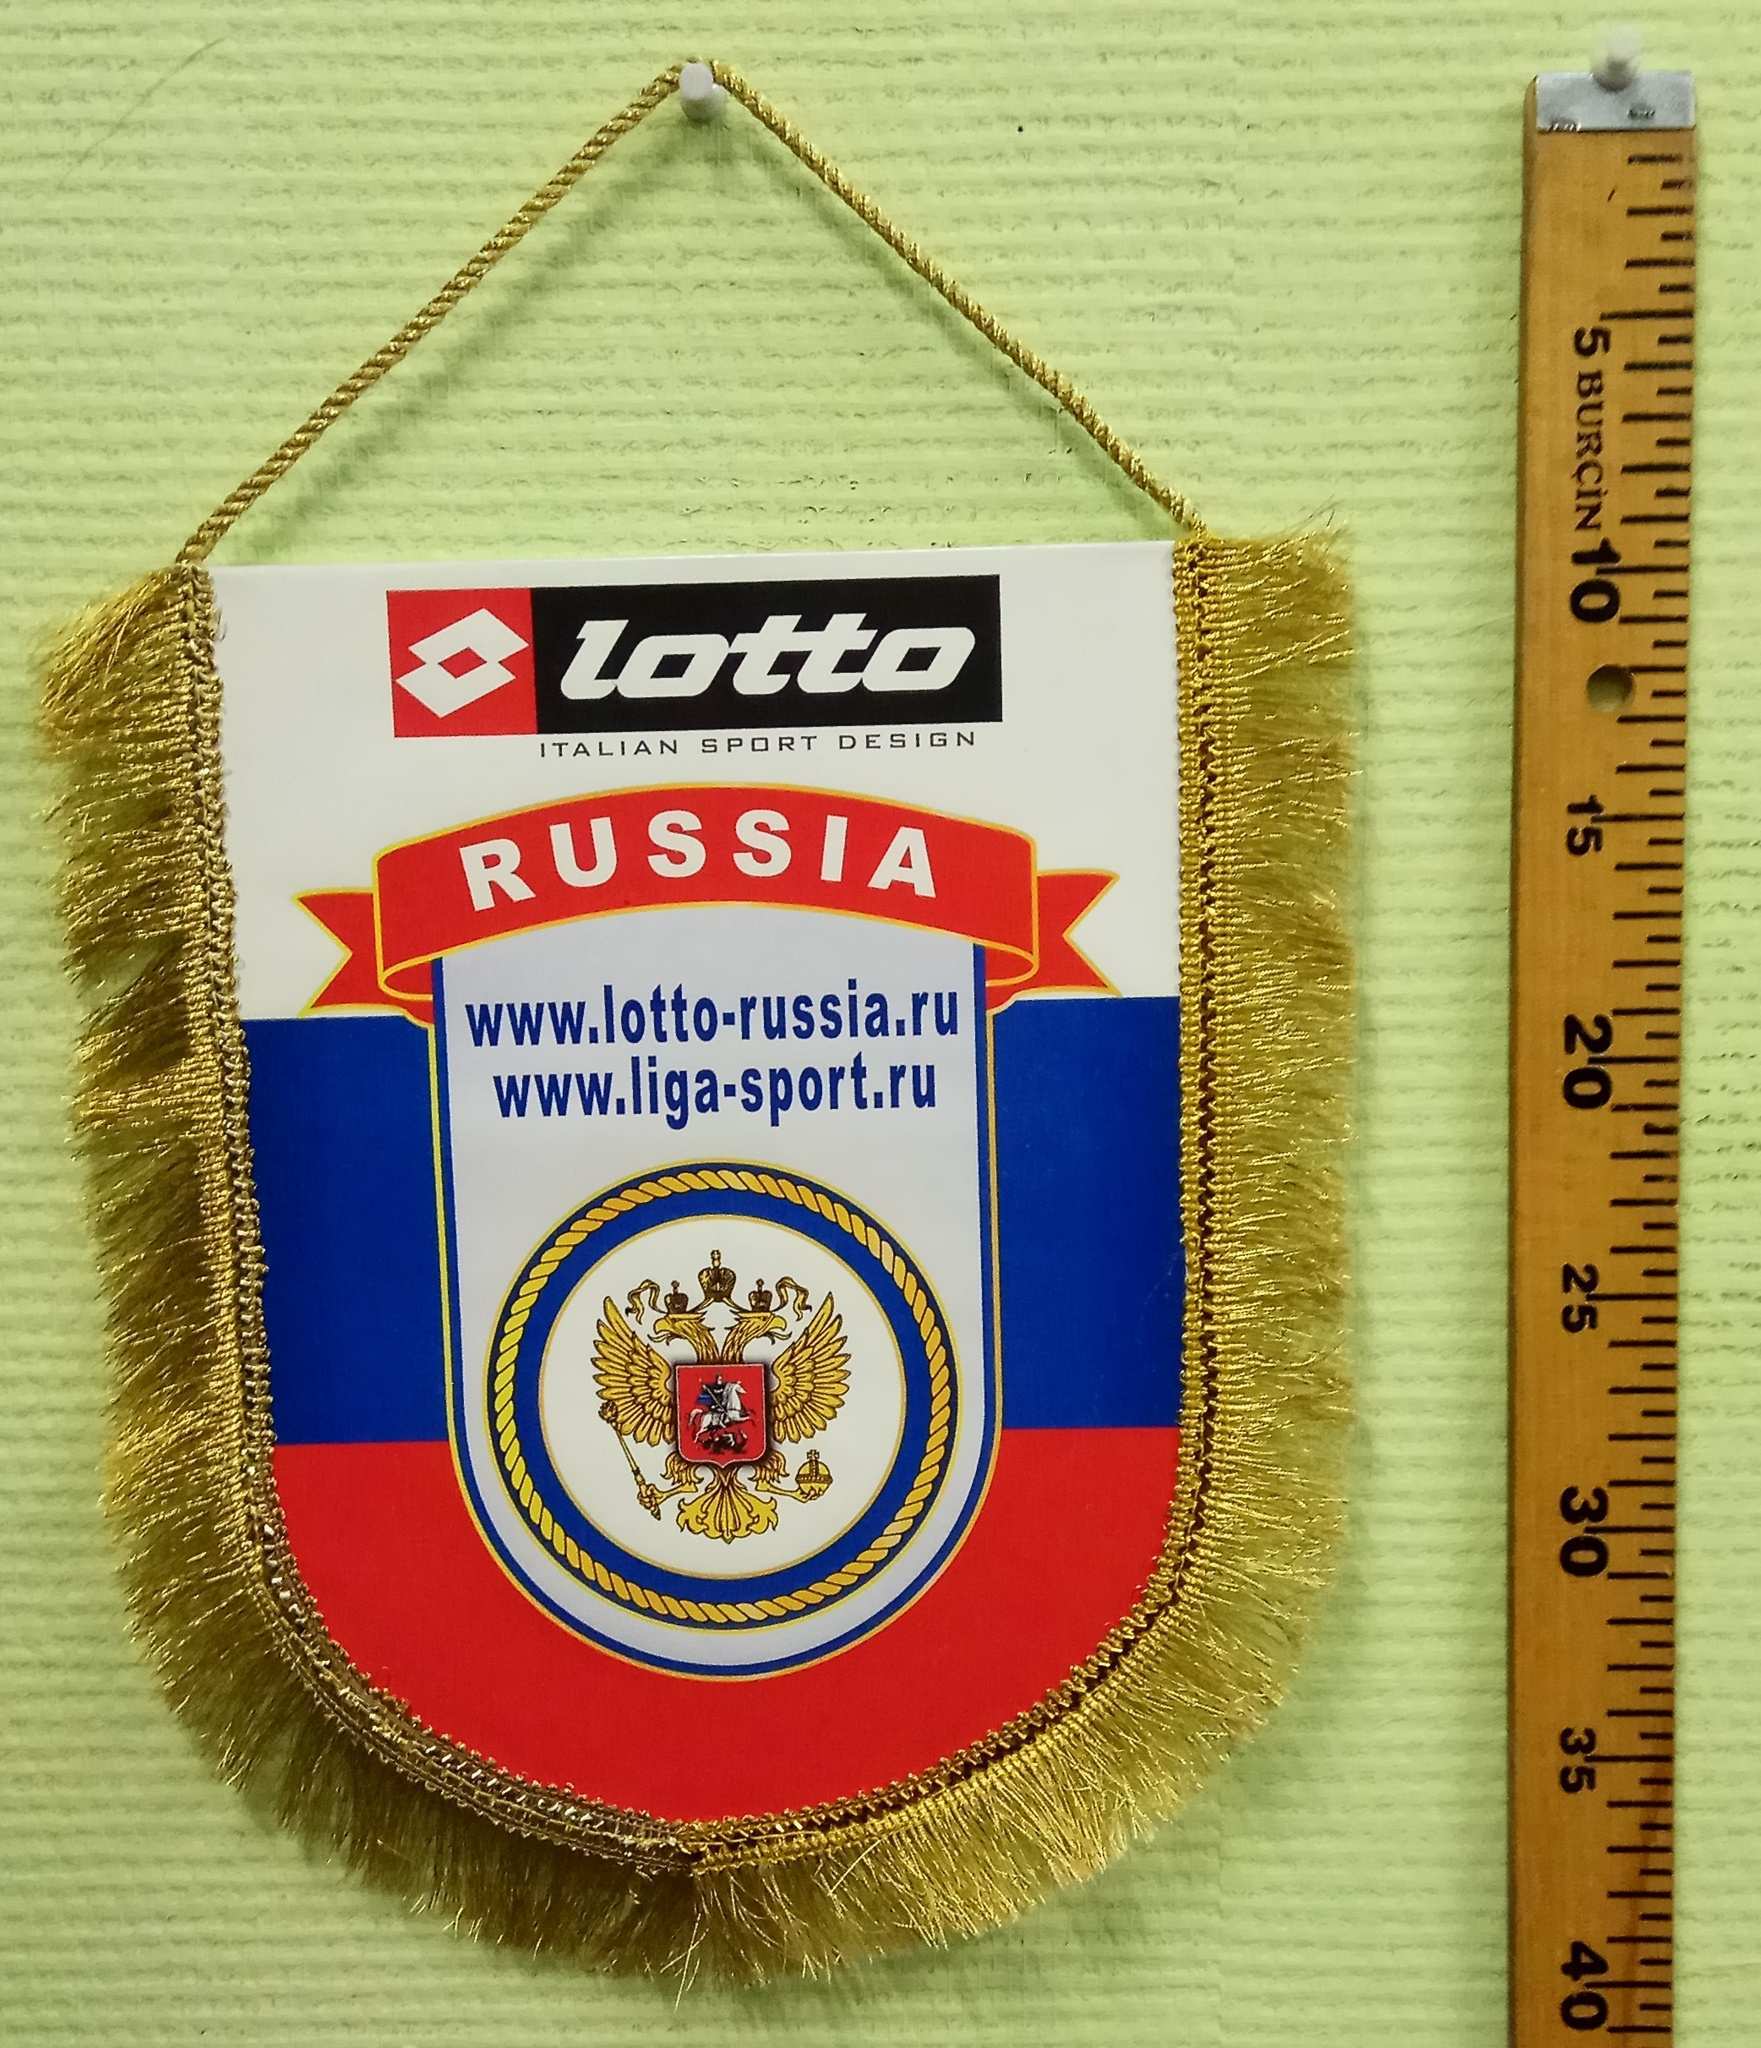 lotto
ITALIAN SPORT DESIGN
RUSSIA
www.lotto-russia.ru
www.liga-sport.ru
5 BURÇİN 10
15
20
25
30
35
40